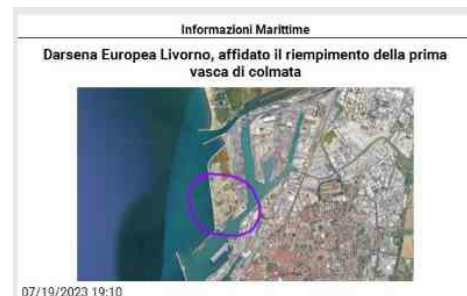 Informazioni Marittime
Darsena Europea Livorno, affidato il riempimento della prima
vasca di colmata
07/19/2023 19:10